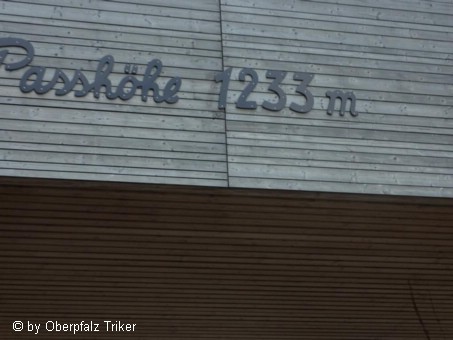 Passhöhe 1233 m
© by Oberpfalz Triker